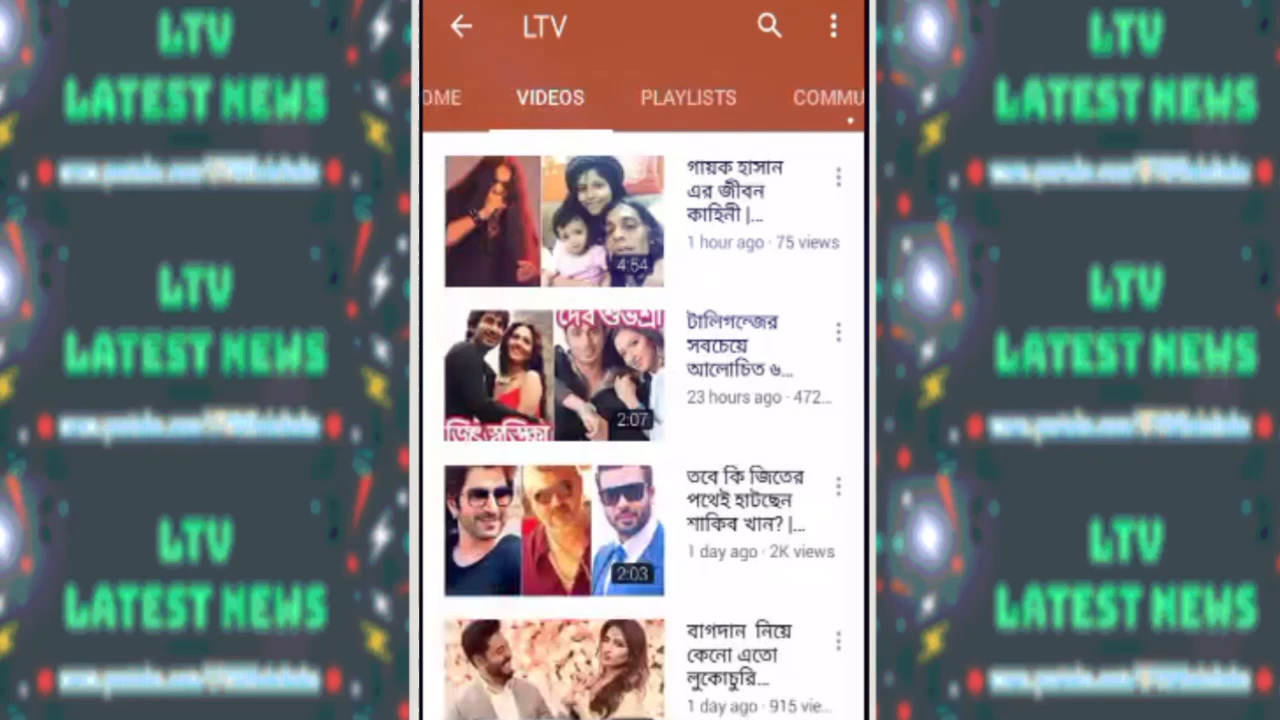 LTV
LATEST NEWS
LTV
LATEST NEWS
LTV
LATEST NEWS
LTV
OME
VIDEOS
PLAYLISTS
COMMU
4:54
গায়ক হাসান
এর জীবন
কাহিনী |...
1 hour ago · 75 views
দেব শুভশ্রী
2:07
টালিগন্জের
সবচেয়ে
আলোচিত ৬...
23 hours ago · 472...
2:03
তবে কি জিতের
পথেই হাটছেন
শাকিব খান? |...
1 day ago · 2K views
বাগদান নিয়ে
কেনো এতো
লুকোচুরি...
1 day ago · 915 vie...
LTV
LATEST NEWS
LTV
LATEST NEWS
LTV
LATEST NEWS